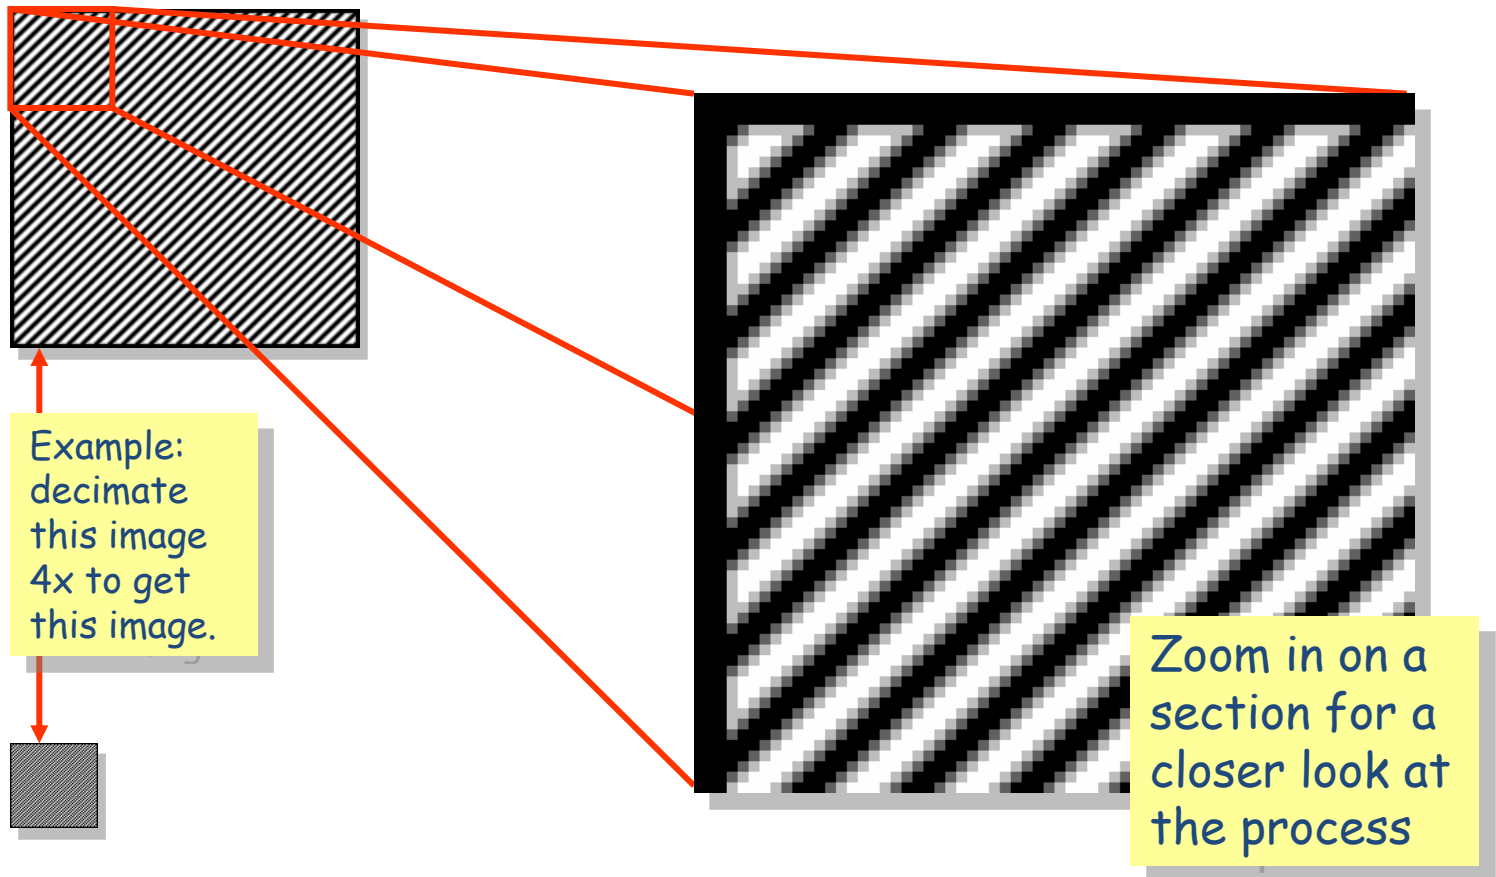 Example:
decimate
this image
4x to get
this image.
Zoom in on a
section for a
closer look at
the process